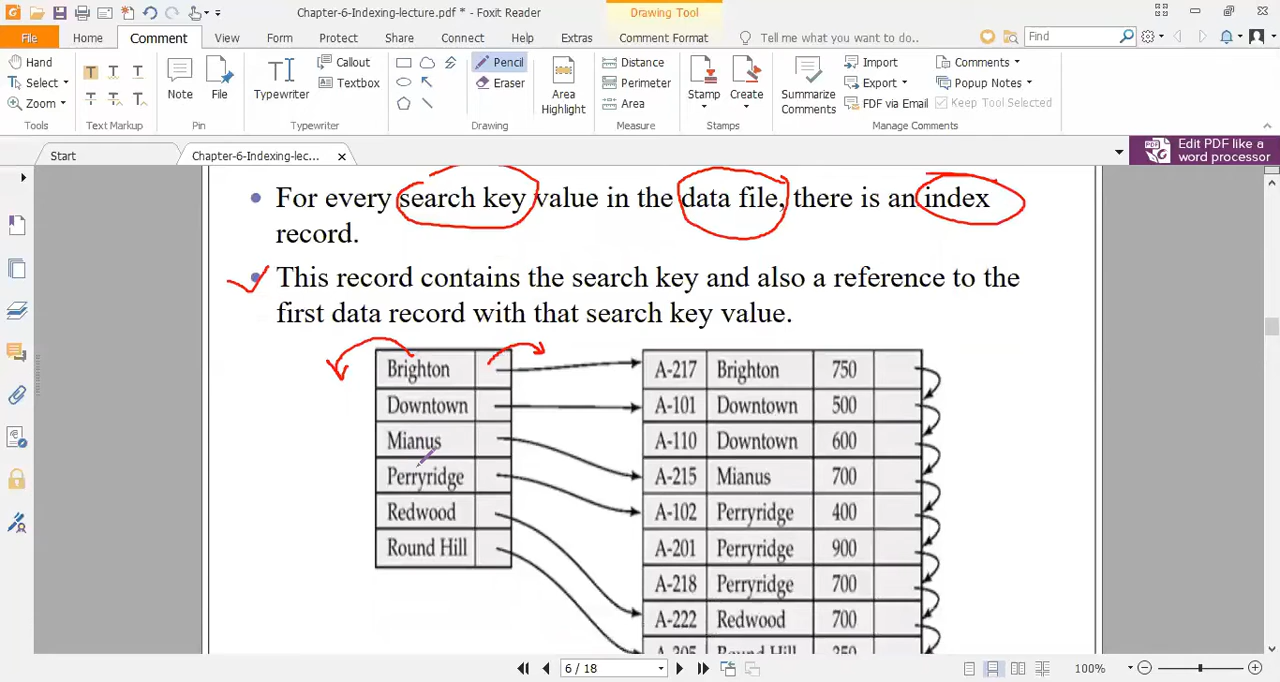 Chapter-6-Indexing-lecture.pdf * - Foxit Reader
Drawing Tool
File Home Comment View Form Protect Share Connect Help Extras Comment Format Tell me what you want to do.. Find
Hand
Select
Zoom
Tools
Text Markup
Note
File
Pin
Typewriter
Callout
Textbox
Typewriter
Pencil
Eraser
Drawing
Area
Highlight
Distance
Perimeter
Area
Measure
Stamp
Create
Stamps
Summarize
Comments
Import
Export
FDF via Email
Comments
Popup Notes
Keep Tool Selected
Manage Comments
Start
Chapter-6-Indexing-lec...
Edit PDF like a
word processor
For every search key value in the data file, there is an index
record.
This record contains the search key and also a reference to the
first data record with that search key value.
Brighton
Downtown
Mianus
Perryridge
Redwood
Round Hill
A-217 Brighton 750
A-101 Downtown 500
A-110 Downtown 600
A-215 Mianus 700
A-102 Perryridge 400
A-201 Perryridge 900
A-218 Perryridge 700
A-222 Redwood 700
A-305 Round Hill 350
6 / 18
100%